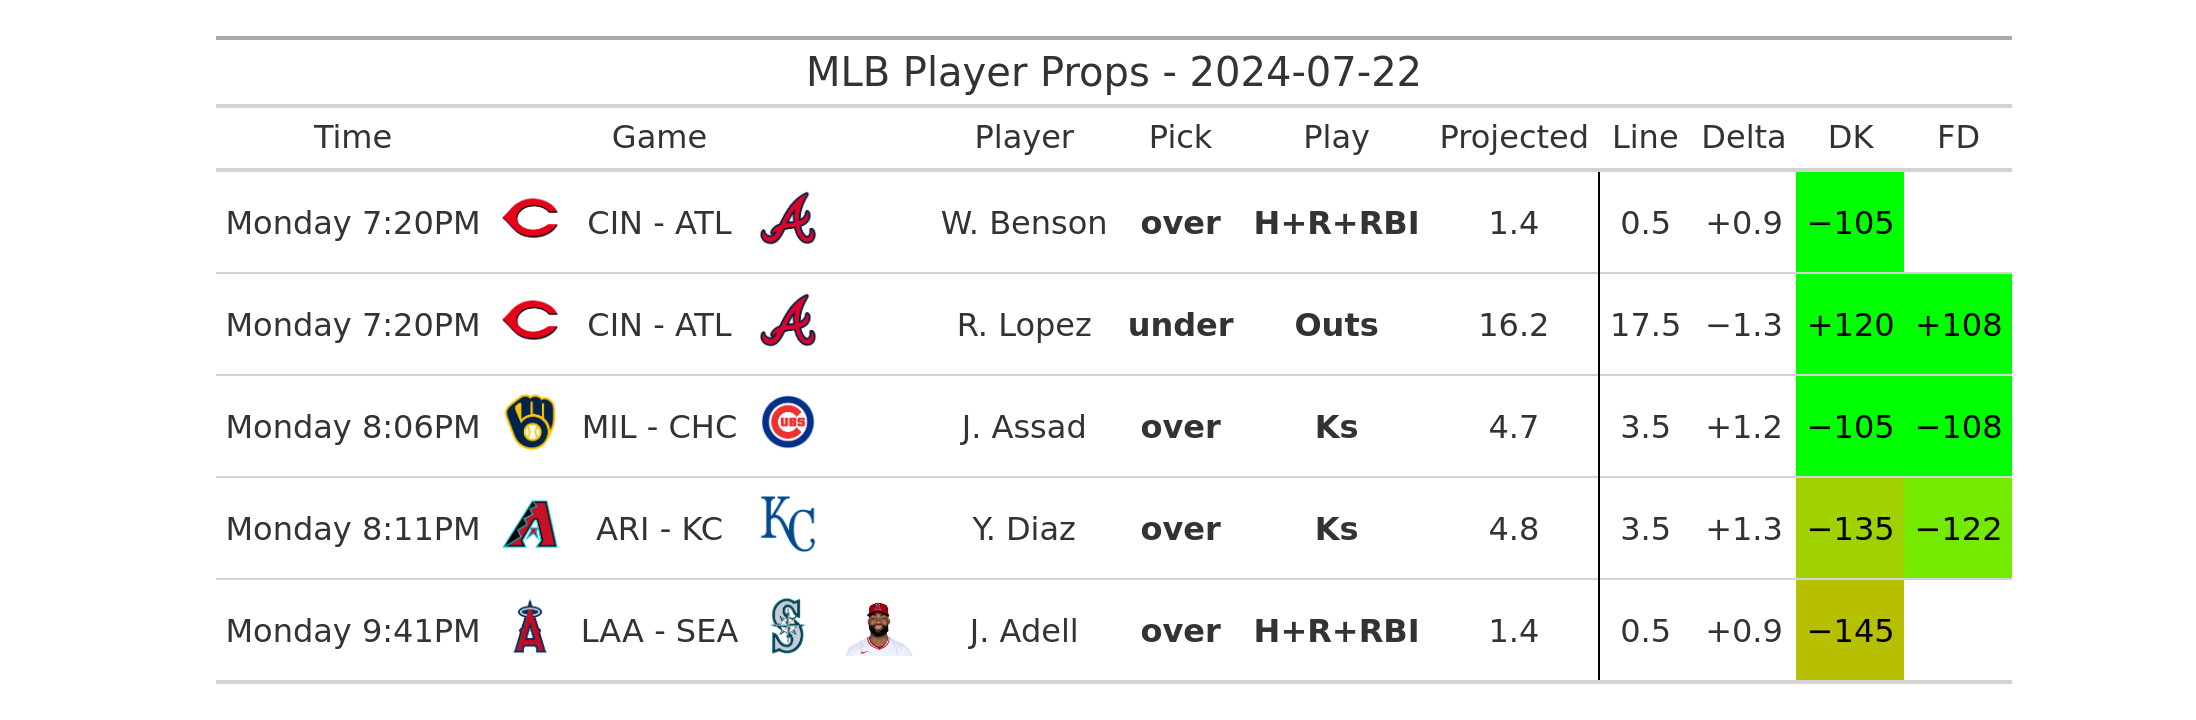 MLB Player Props - 2024-07-22
Time Game Player Pick Play Projected Line Delta DK FD
Monday 7:20PM CIN - ATL W. Benson over H+R+RBI 1.4 0.5 +0.9 −105
Monday 7:20PM CIN - ATL R. Lopez under Outs 16.2 17.5 −1.3 +120 +108
Monday 8:06PM MIL - CHC CUBS J. Assad over Ks 4.7 3.5 +1.2 −105 −108
Monday 8:11PM ARI - KC KC Y. Diaz over Ks 4.8 3.5 +1.3 −135 −122
Monday 9:41PM LAA - SEA J. Adell over H+R+RBI 1.4 0.5 +0.9 −145